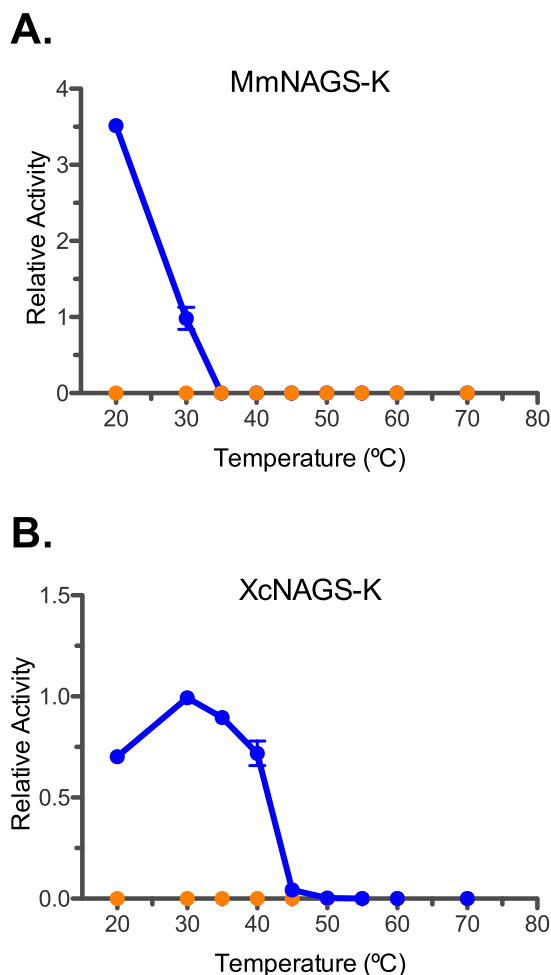 A.
MmNAGS-K
4
3
2
1
0
Relative Activity
20 30 40 50 60 70 80
Temperature (ºC)
B.
XcNAGS-K
1.5
1.0
0.5
0.0
Relative Activity
20 30 40 50 60 70 80
Temperature (ºC)